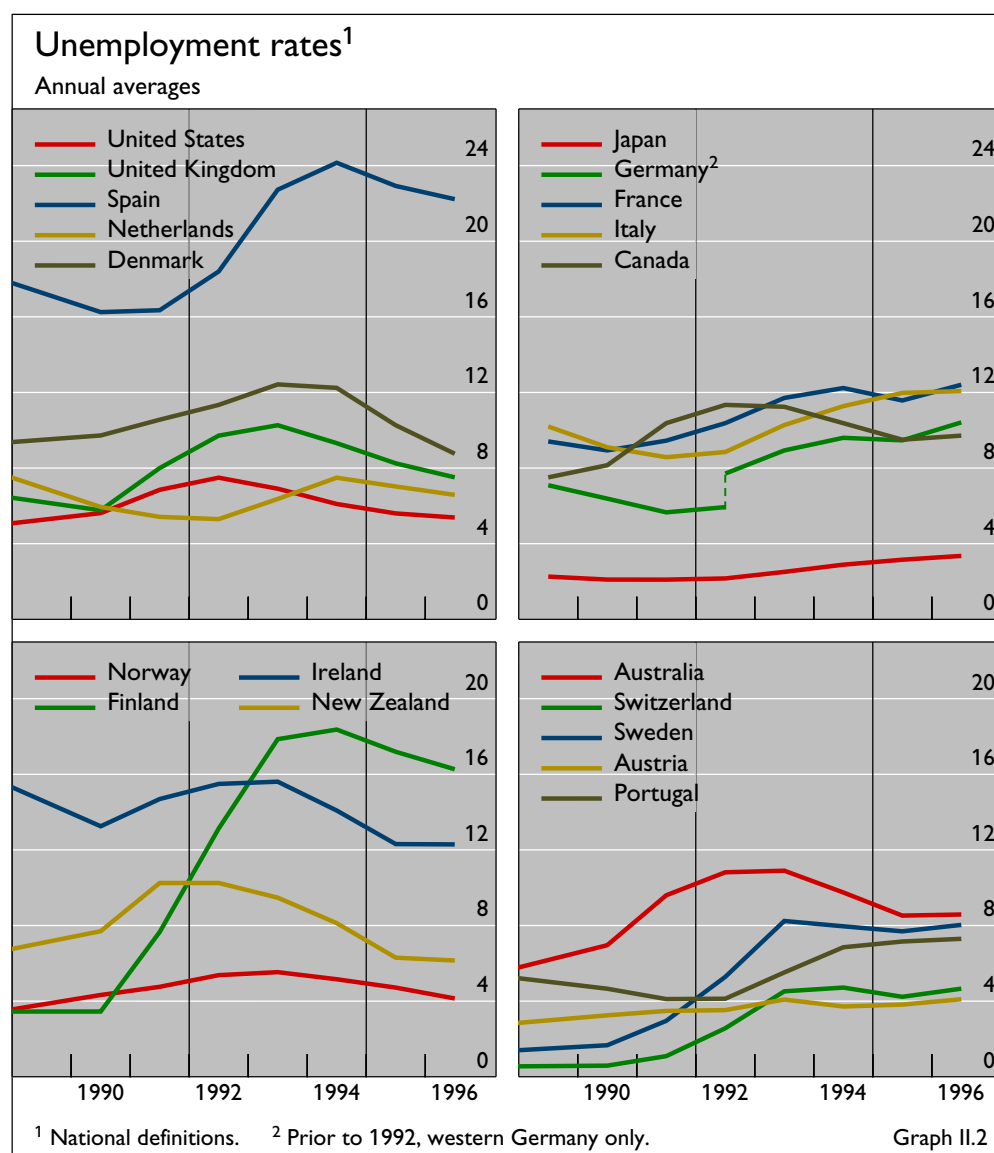 Unemployment rates¹
Annual averages
United States
United Kingdom
Spain
Netherlands
Denmark
24
20
16
12
8
4
0
Japan
Germany²
France
Italy
Canada
24
20
16
12
8
4
0
Norway Ireland
Finland New Zealand
20
16
12
8
4
0
1990 1992 1994 1996
Australia
Switzerland
Sweden
Austria
Portugal
20
16
12
8
4
0
1990 1992 1994 1996
¹ National definitions. ² Prior to 1992, western Germany only. Graph II.2